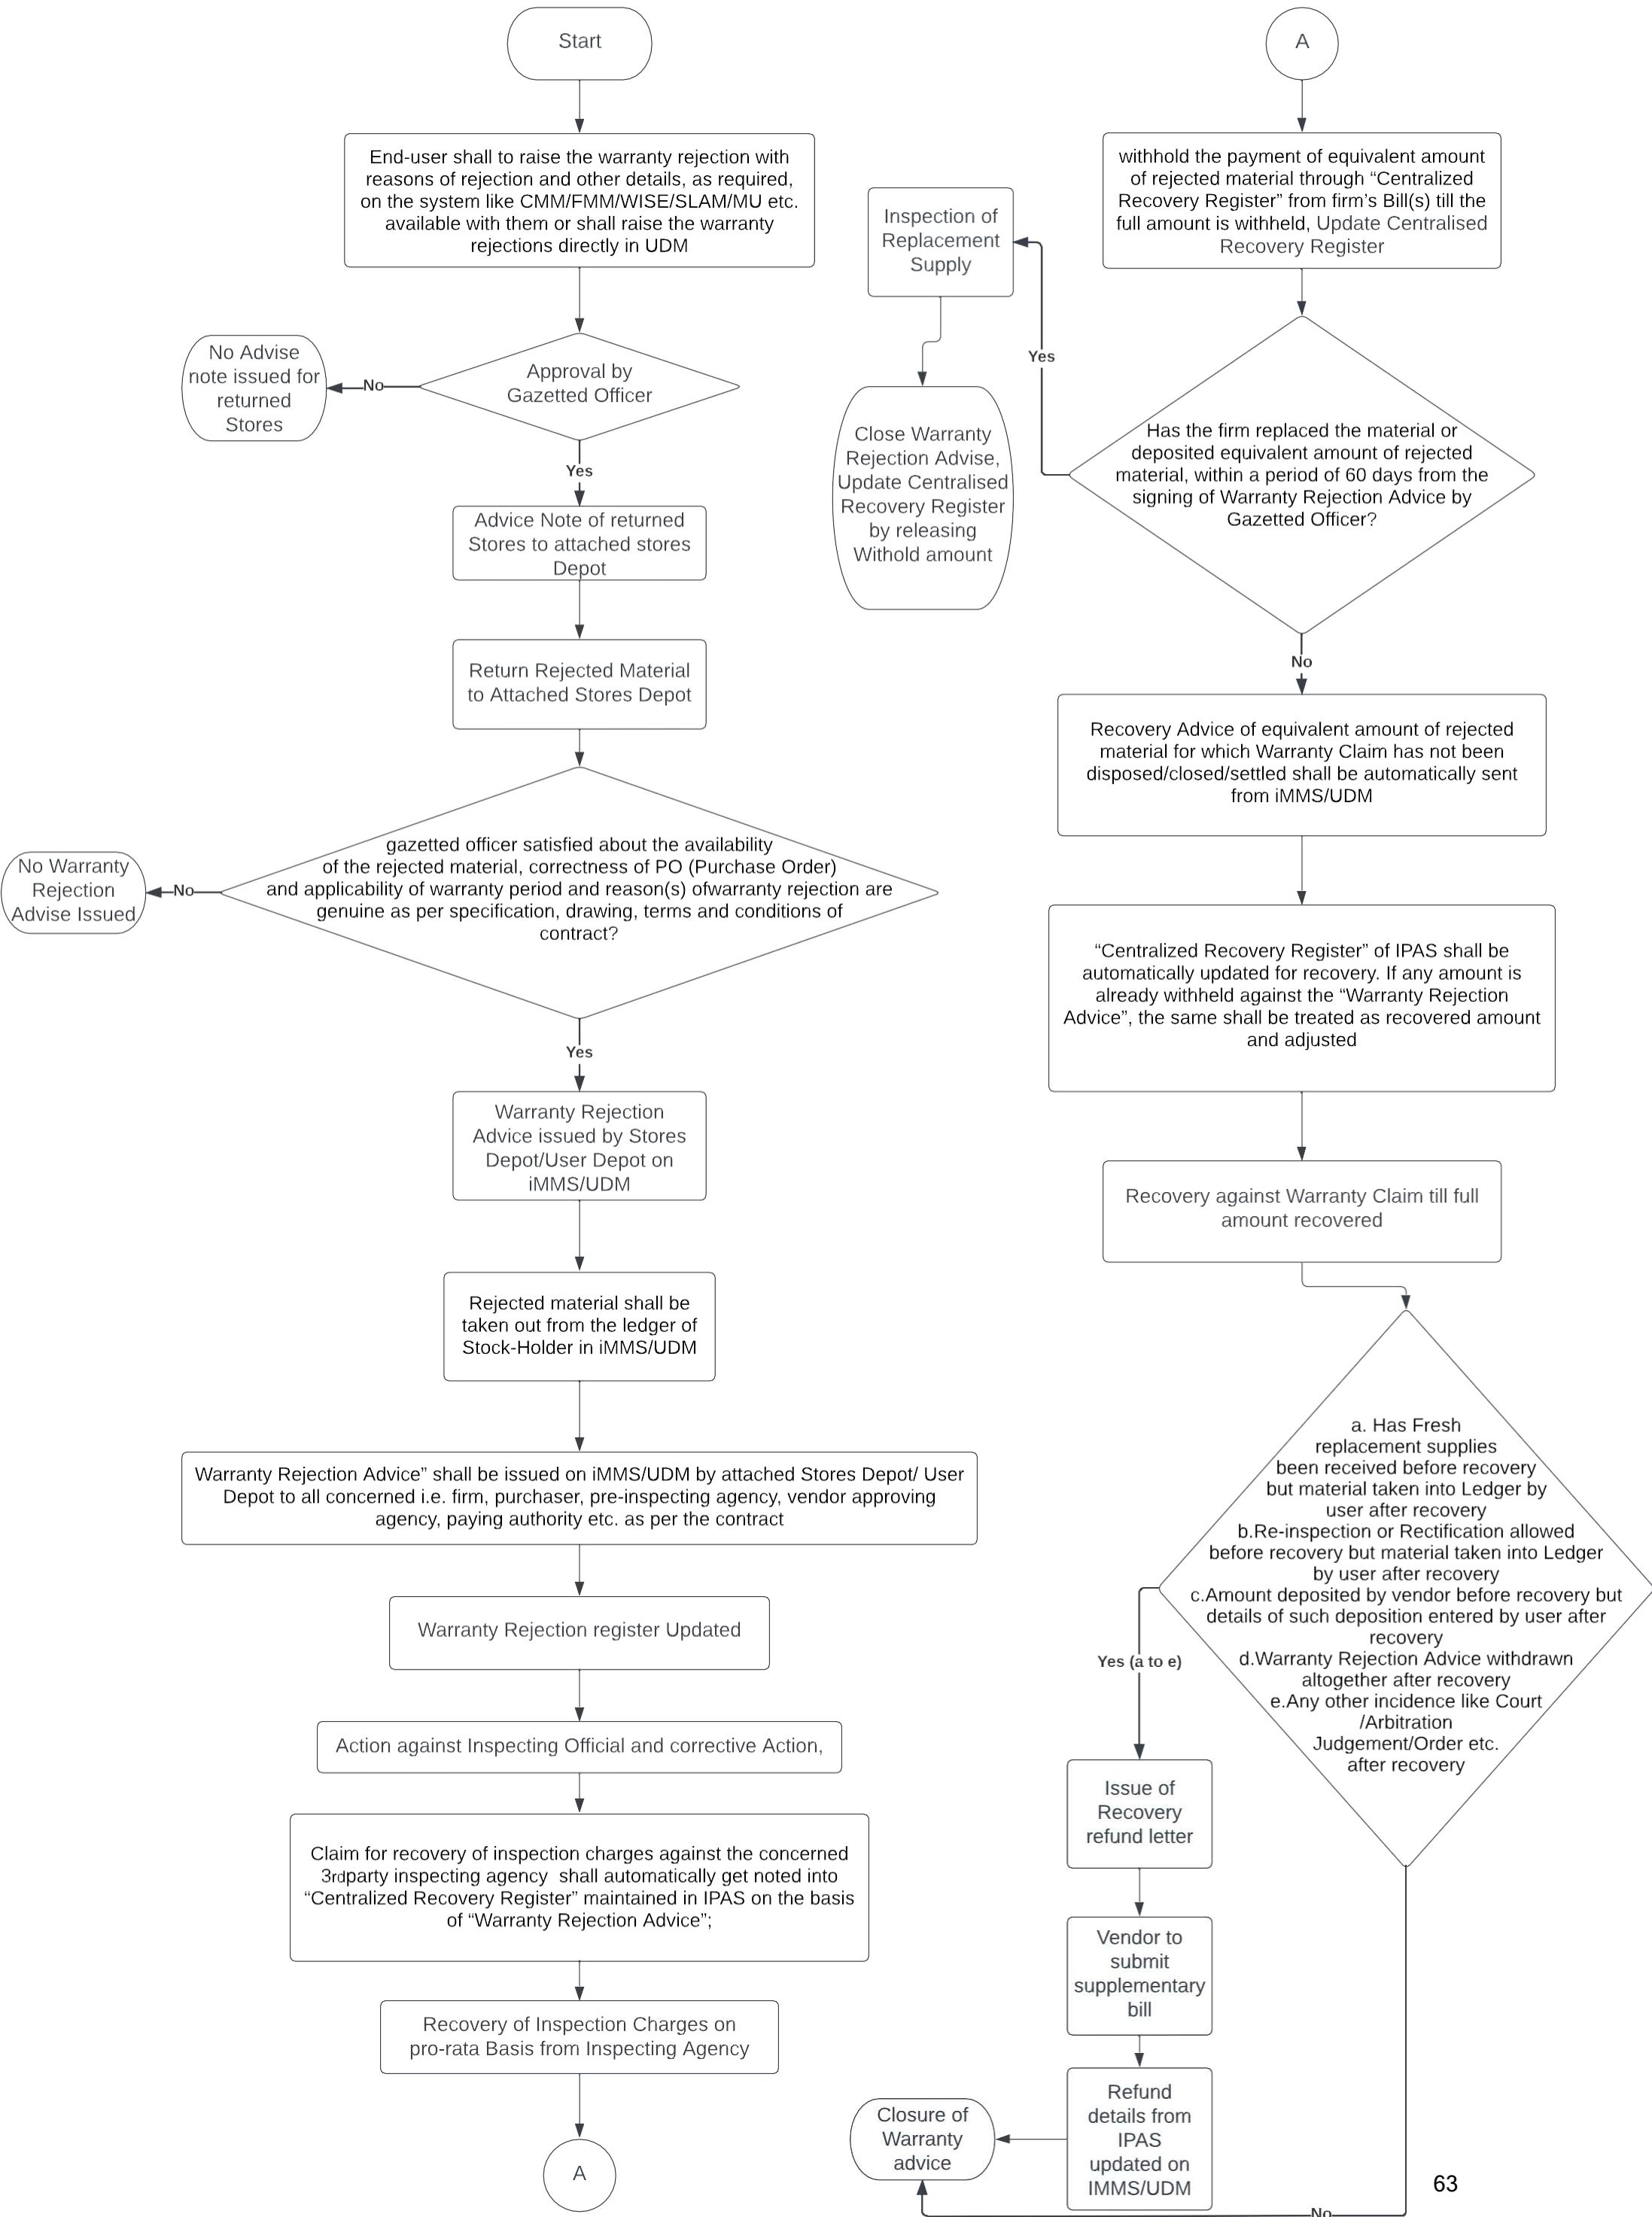 Start
End-user shall to raise the warranty rejection with
reasons of rejection and other details, as required,
on the system like CMM/FMM/WISE/SLAM/MU etc.
available with them or shall raise the warranty
rejections directly in UDM
Approval by
Gazetted Officer
No
No Advise
note issued for
returned
Stores
Yes
Advice Note of returned
Stores to attached stores
Depot
Return Rejected Material
to Attached Stores Depot
gazetted officer satisfied about the availability
of the rejected material, correctness of PO (Purchase Order)
and applicability of warranty period and reason(s) ofwarranty rejection are
genuine as per specification, drawing, terms and conditions of
contract?
No
No Warranty
Rejection
Advise Issued
Yes
Warranty Rejection
Advice issued by Stores
Depot/User Depot on
iMMS/UDM
Rejected material shall be
taken out from the ledger of
Stock-Holder in iMMS/UDM
Warranty Rejection Advice” shall be issued on iMMS/UDM by attached Stores Depot/ User
Depot to all concerned i.e. firm, purchaser, pre-inspecting agency, vendor approving
agency, paying authority etc. as per the contract
Warranty Rejection register Updated
Action against Inspecting Official and corrective Action,
Claim for recovery of inspection charges against the concerned
3rdparty inspecting agency  shall automatically get noted into
“Centralized Recovery Register” maintained in IPAS on the basis
of “Warranty Rejection Advice”;
Recovery of Inspection Charges on
pro-rata Basis from Inspecting Agency
A
A
withhold the payment of equivalent amount
of rejected material through “Centralized
Recovery Register” from firm’s Bill(s) till the
full amount is withheld, Update Centralised
Recovery Register
Has the firm replaced the material or
deposited equivalent amount of rejected
material, within a period of 60 days from the
signing of Warranty Rejection Advice by
Gazetted Officer?
Yes
Inspection of
Replacement
Supply
Close Warranty
Rejection Advise,
Update Centralised
Recovery Register
by releasing
Withold amount
No
Recovery Advice of equivalent amount of rejected
material for which Warranty Claim has not been
disposed/closed/settled shall be automatically sent
from iMMS/UDM
“Centralized Recovery Register” of IPAS shall be
automatically updated for recovery. If any amount is
already withheld against the “Warranty Rejection
Advice”, the same shall be treated as recovered amount
and adjusted
Recovery against Warranty Claim till full
amount recovered
a. Has Fresh
replacement supplies
been received before recovery
but material taken into Ledger by
user after recovery
b.Re-inspection or Rectification allowed
before recovery but material taken into Ledger
by user after recovery
c.Amount deposited by vendor before recovery but
details of such deposition entered by user after
recovery
d.Warranty Rejection Advice withdrawn
altogether after recovery
e.Any other incidence like Court
/Arbitration
Judgement/Order etc.
after recovery
Yes (a to e)
Issue of
Recovery
refund letter
Vendor to
submit
supplementary
bill
Refund
details from
IPAS
updated on
IMMS/UDM
Closure of
Warranty
advice
No
63